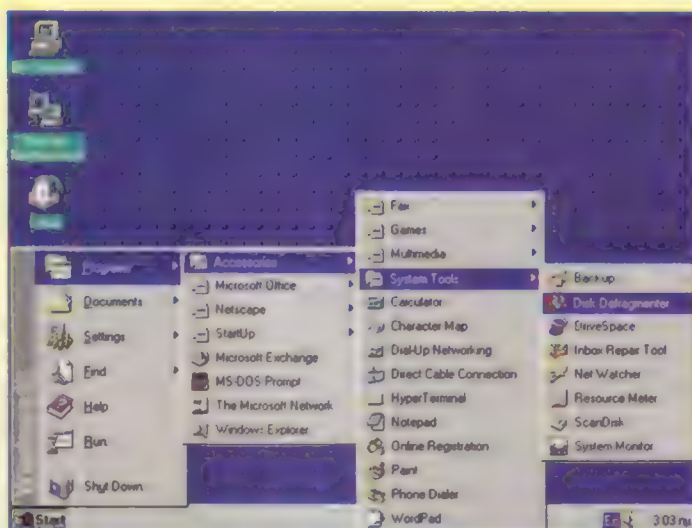 Fax
Games
Multimedia
System Tools
Calculator
Character Map
Dial-Up Networking
Direct Cable Connection
HyperTerminal
Notepad
Online Registration
Paint
Phone Dialer
WordPad
Programs
Documents
Settings
Find
Help
Run
Shut Down
Accessories
Microsoft Office
Netscape
StartUp
Microsoft Exchange
MS-DOS Prompt
The Microsoft Network
Windows Explorer
Backup
Disk Defragmenter
DriveSpace
Inbox Repair Tool
Net Watcher
Resource Meter
ScanDisk
System Monitor
Start
En
3:03